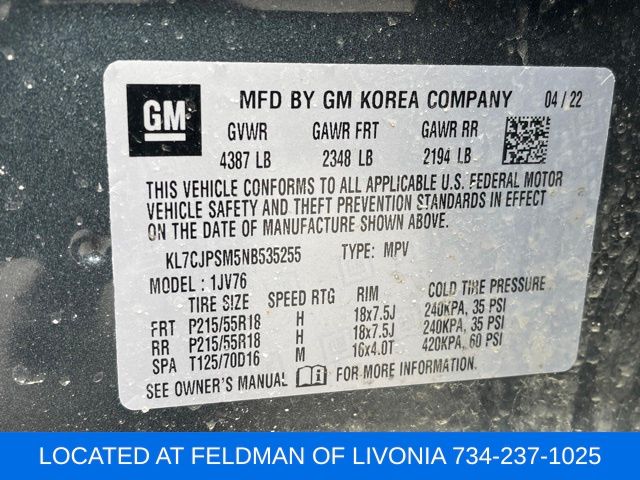 GM MFD BY GM KOREA COMPANY 04 / 22
GVWR GAWR FRT GAWR RR
4387 LB 2348 LB 2194 LB
THIS VEHICLE CONFORMS TO ALL APPLICABLE U.S. FEDERAL MOTOR
VEHICLE SAFETY AND THEFT PREVENTION STANDARDS IN EFFECT
ON THE DATE OF MANUFACTURE SHOWN ABOVE.
KL7CJPSM5NB535255 TYPE: MPV
MODEL : 1JV76
TIRE SIZE SPEED RTG RIM COLD TIRE PRESSURE
FRT P215/55R18 H 18x7.5J 240KPA, 35 PSI
RR P215/55R18 H 18x7.5J 240KPA, 35 PSI
SPA T125/70D16 M 16x4.0T 420KPA, 60 PSI
SEE OWNER'S MANUAL FOR MORE INFORMATION.
LOCATED AT FELDMAN OF LIVONIA 734-237-1025